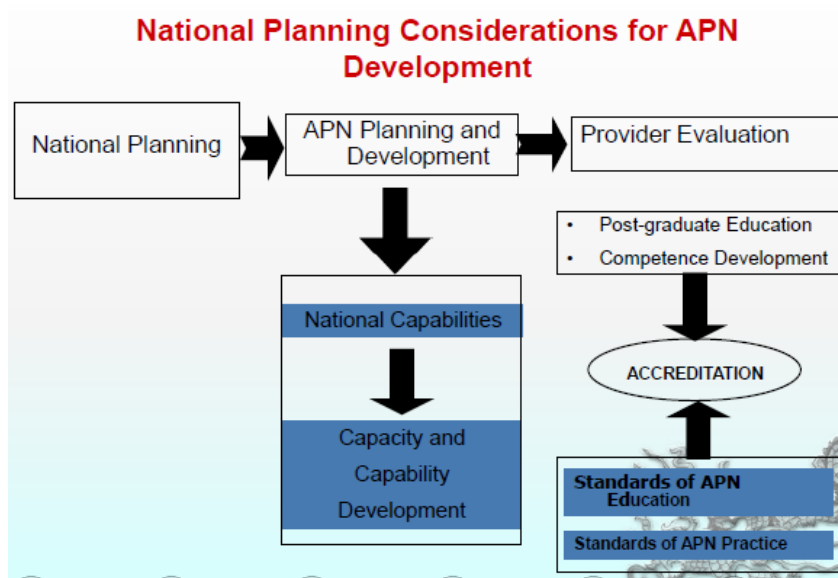 National Planning Considerations for APN
Development
National Planning
APN Planning and
Development
Provider Evaluation
• Post-graduate Education
• Competence Development
National Capabilities
ACCREDITATION
Capacity and
Capability
Development
Standards of APN
Education
Standards of APN Practice